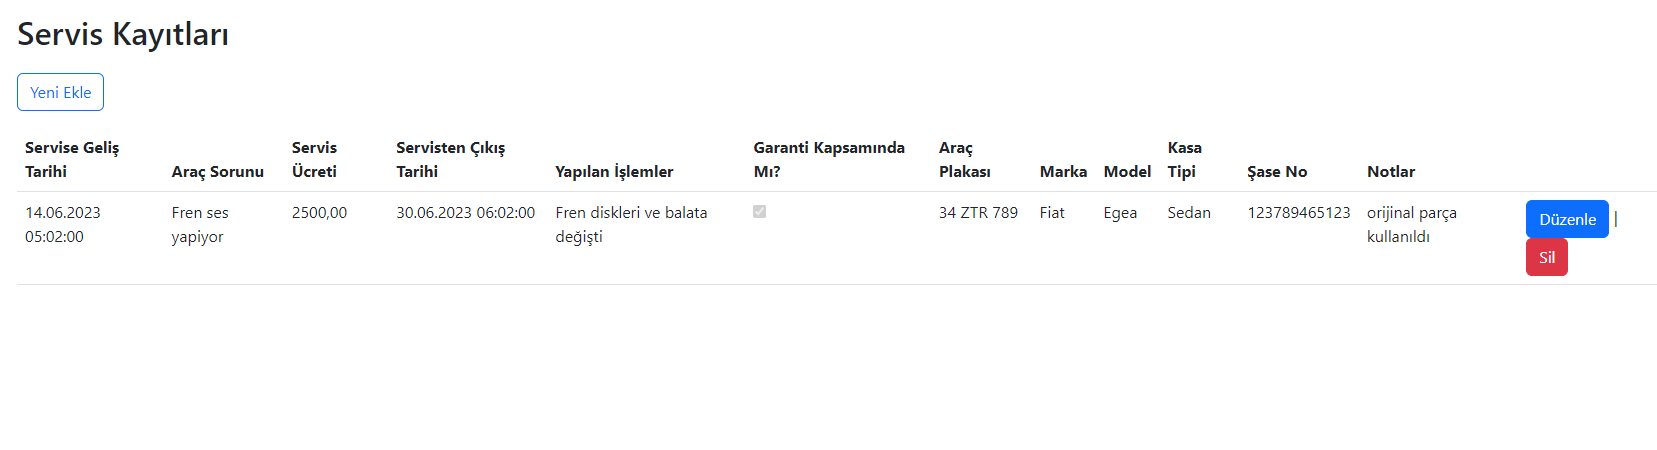 Servis Kayıtları
Yeni Ekle
Servise Geliş Tarihi
Araç Sorunu
Servis Ücreti
Servisten Çıkış Tarihi
Yapılan İşlemler
Garanti Kapsamında Mı?
Araç Plakası
Marka
Model
Kasa Tipi
Şase No
Notlar
14.06.2023 05:02:00
Fren ses yapiyor
2500,00
30.06.2023 06:02:00
Fren diskleri ve balata değişti
34 ZTR 789
Fiat
Egea
Sedan
123789465123
orijinal parça kullanıldı
Düzenle |
Sil